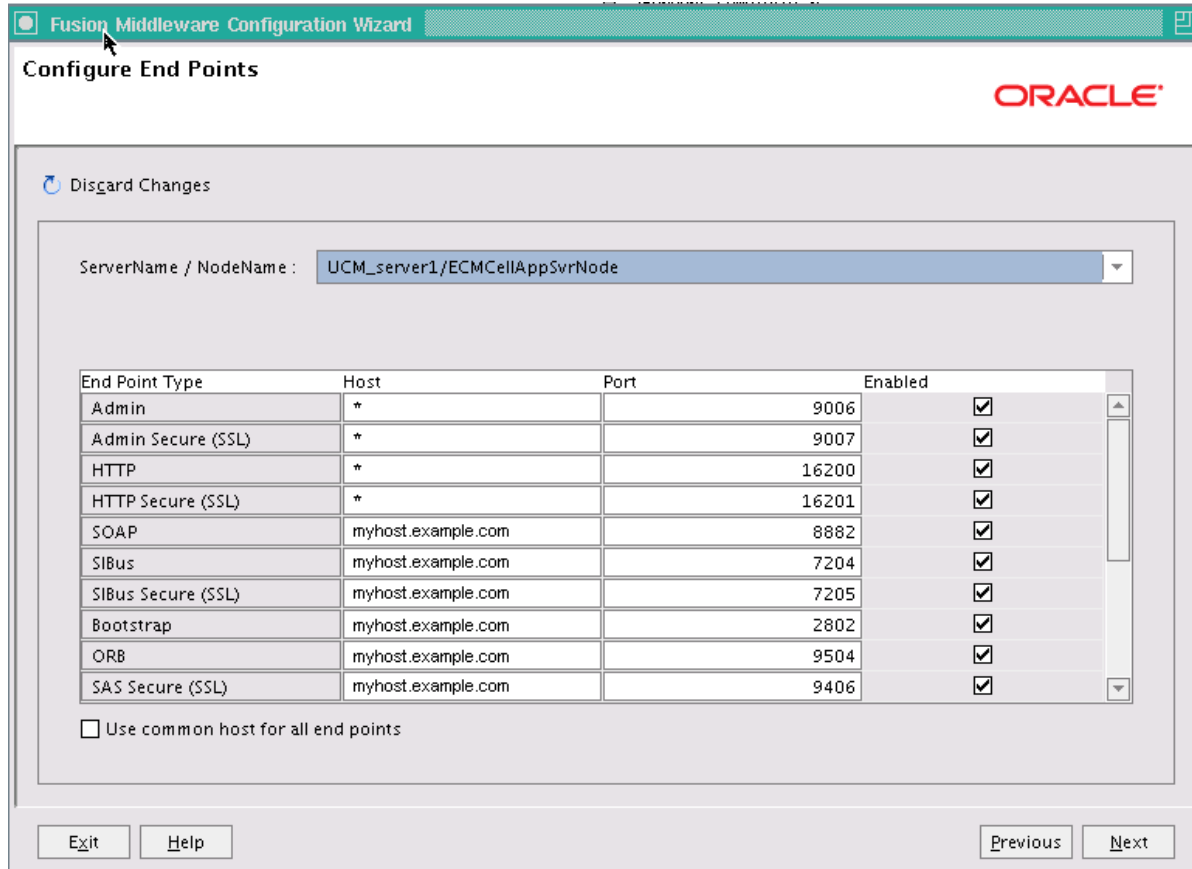 Fusion Middleware Configuration Wizard
Configure End Points
ORACLE
Discard Changes
ServerName / NodeName : UCM_server1/ECMCellAppSvrNode
End Point Type Host Port Enabled
Admin * 9006
Admin Secure (SSL) * 9007
HTTP * 16200
HTTP Secure (SSL) * 16201
SOAP myhost.example.com 8882
SIBus myhost.example.com 7204
SIBus Secure (SSL) myhost.example.com 7205
Bootstrap myhost.example.com 2802
ORB myhost.example.com 9504
SAS Secure (SSL) myhost.example.com 9406
Use common host for all end points
Exit Help Previous Next